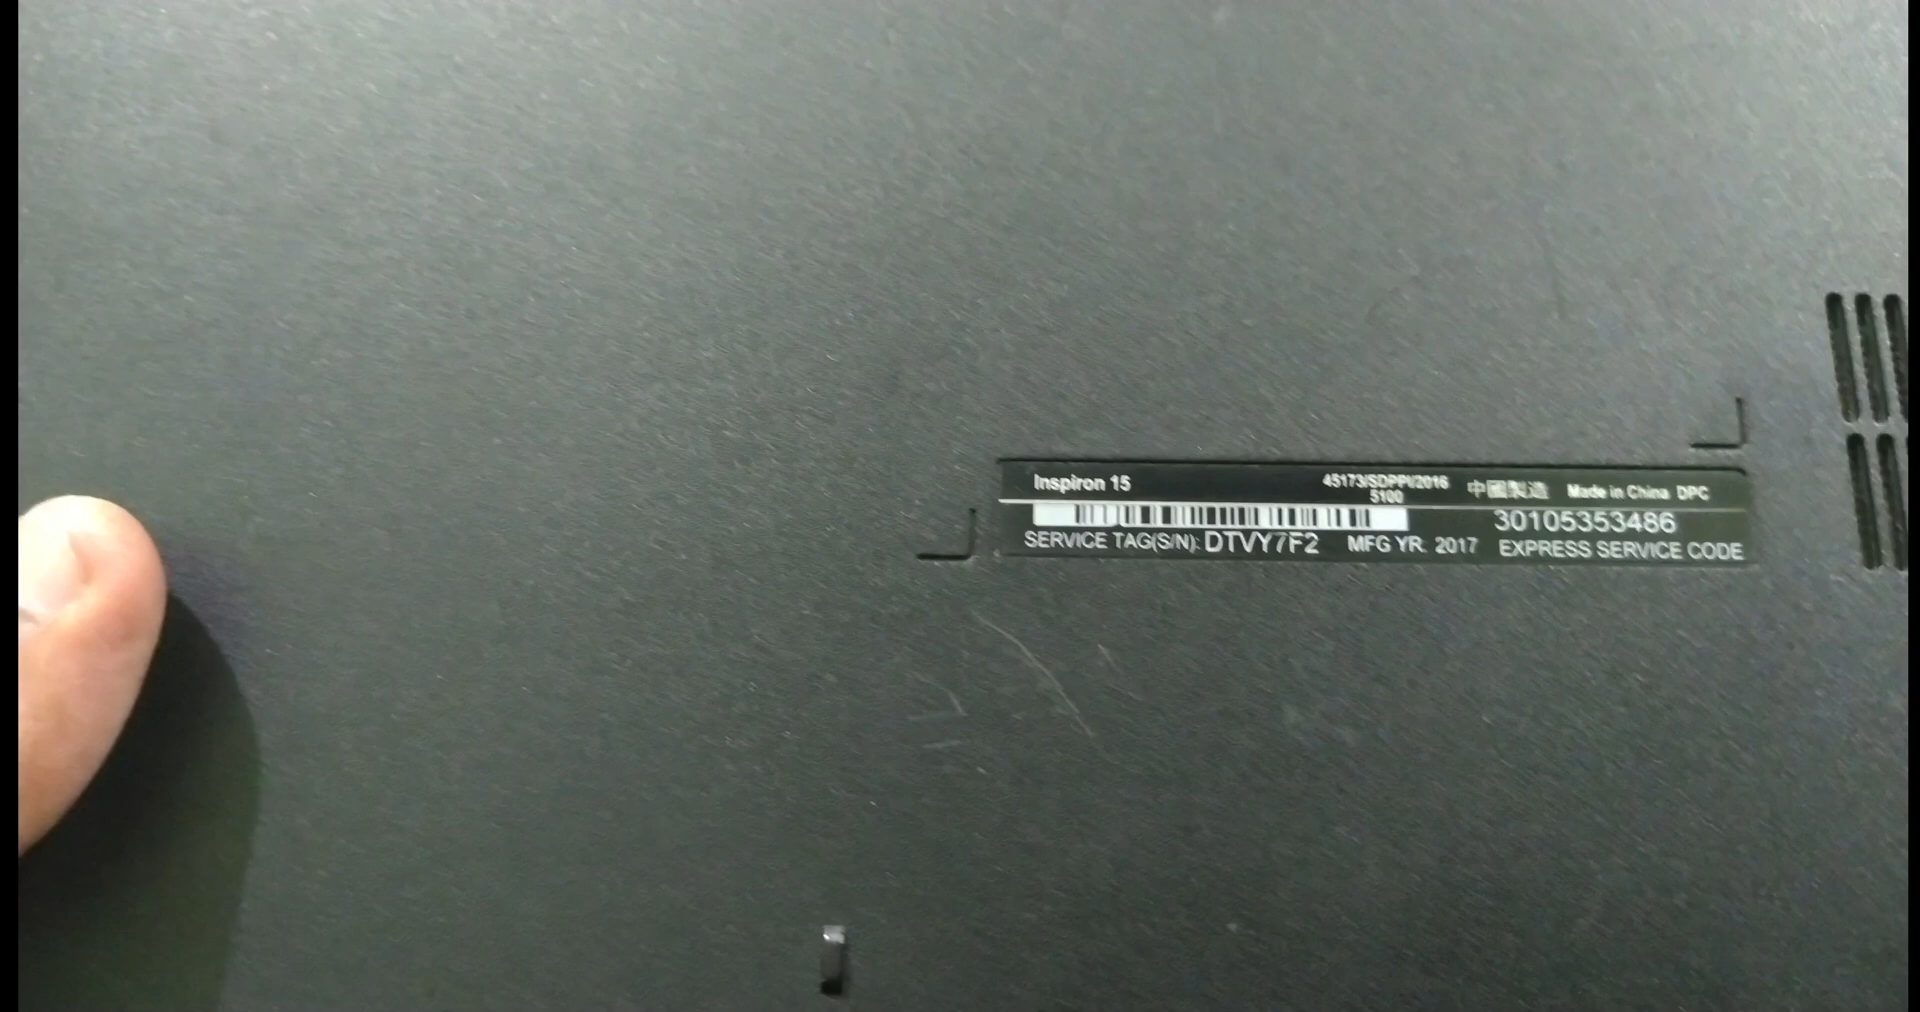 Inspiron 15 45173/SDPPI/2016 中國製造 Made in China DPC
5100
30105353486
SERVICE TAG(S/N): DTVY7F2 MFG YR. 2017 EXPRESS SERVICE CODE